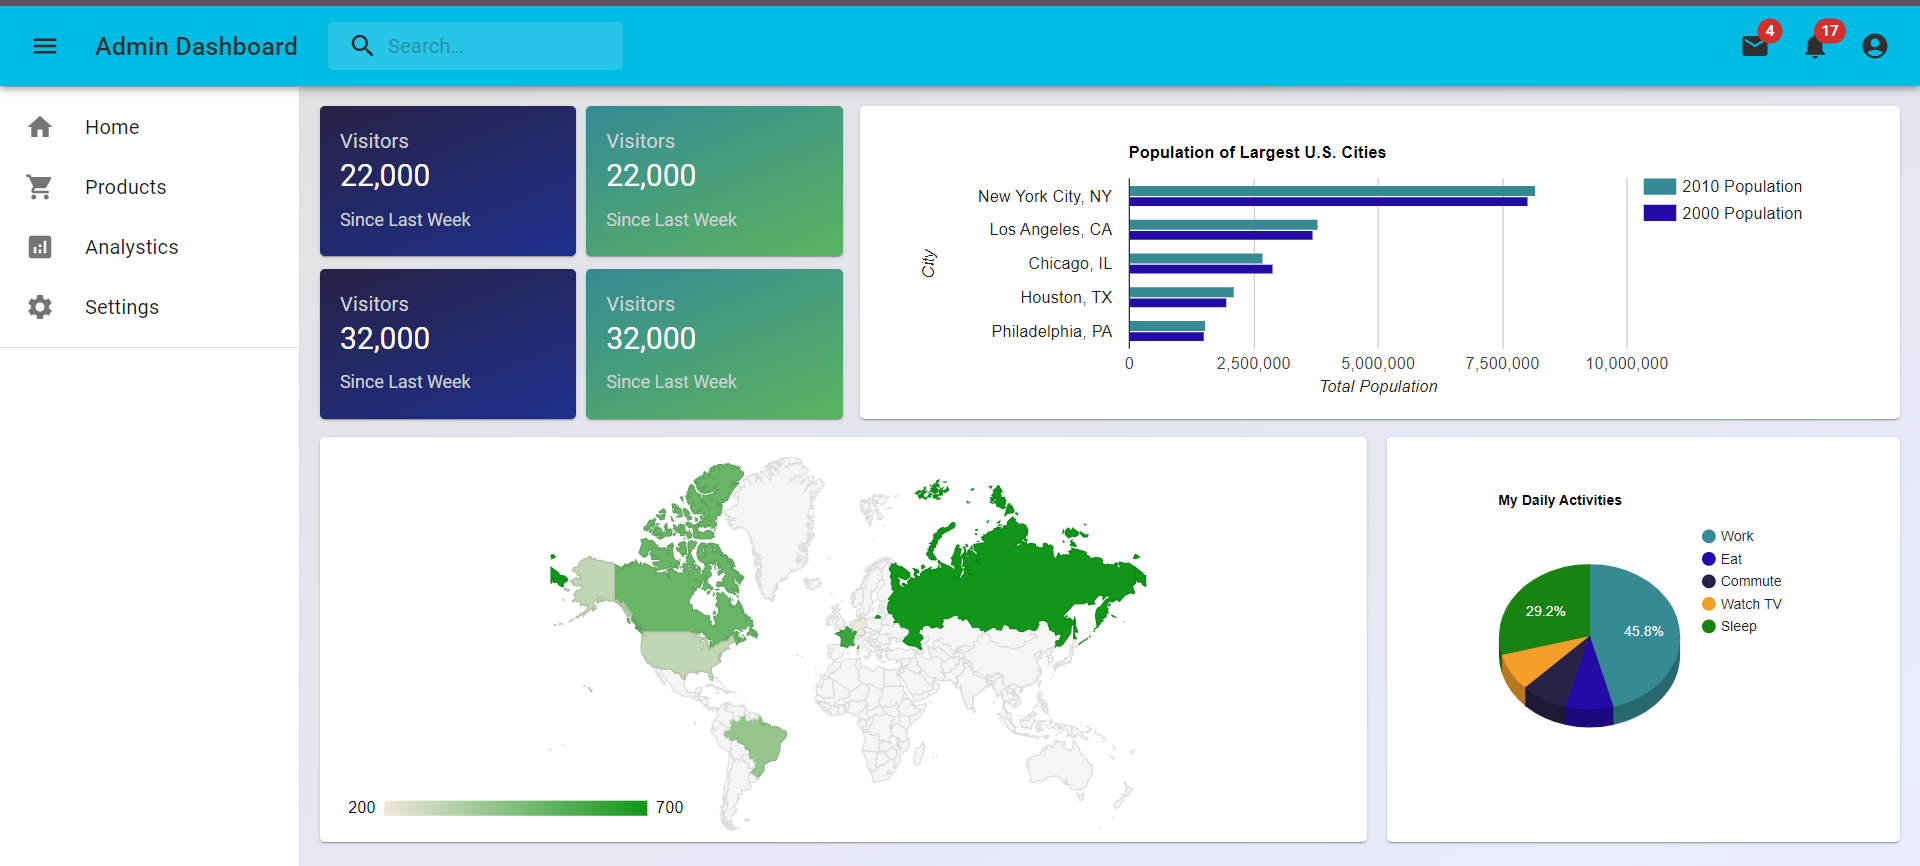 Admin Dashboard
Search...
4
17
Home
Products
Analystics
Settings
Visitors
22,000
Since Last Week
Visitors
22,000
Since Last Week
Visitors
32,000
Since Last Week
Visitors
32,000
Since Last Week
Population of Largest U.S. Cities
City
New York City, NY
Los Angeles, CA
Chicago, IL
Houston, TX
Philadelphia, PA
0 2,500,000 5,000,000 7,500,000 10,000,000
Total Population
2010 Population
2000 Population
200 700
My Daily Activities
Work
Eat
Commute
Watch TV
Sleep
29.2%
45.8%